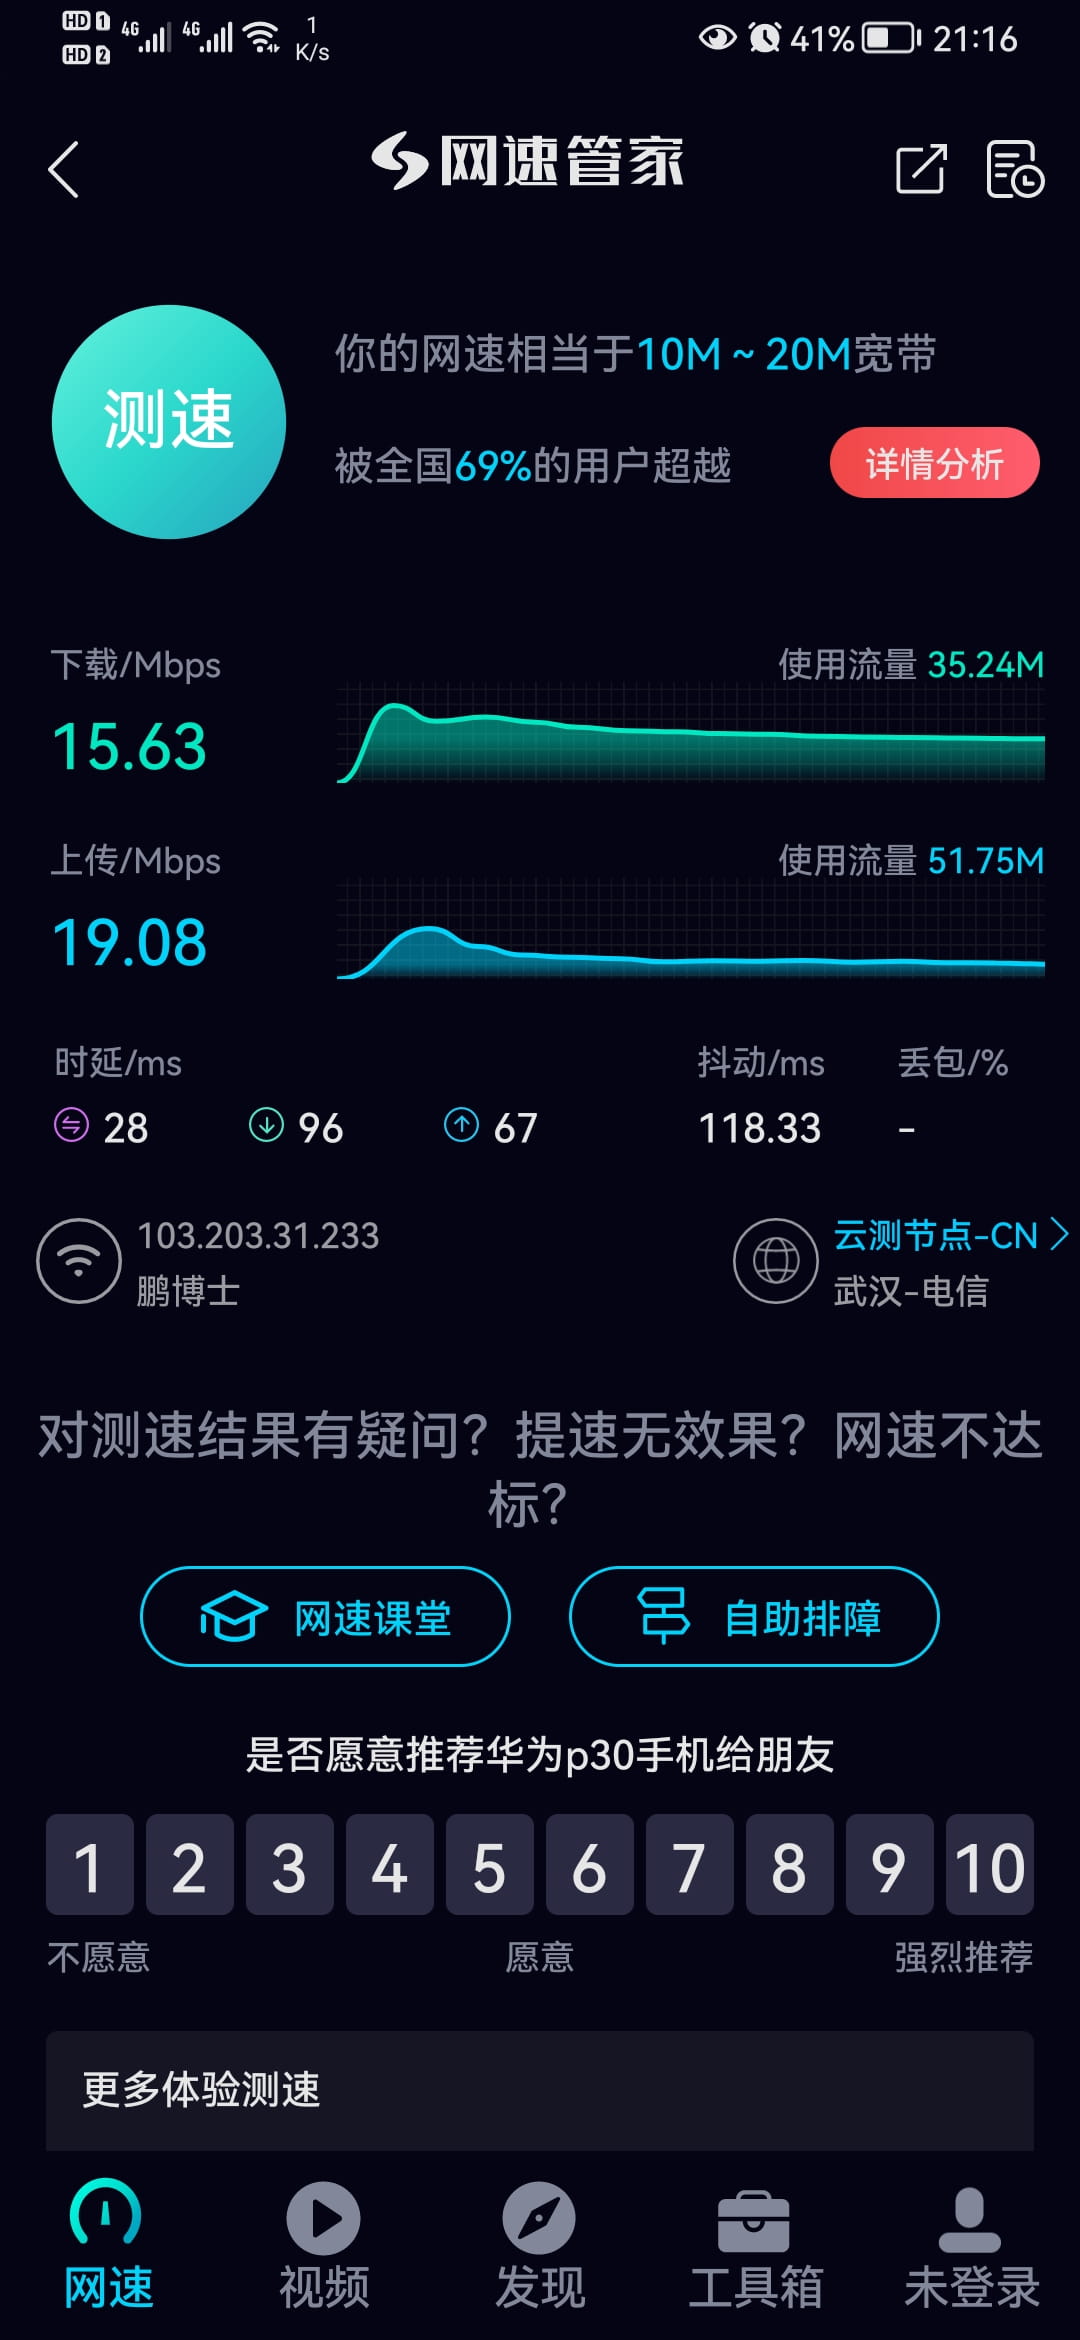 HD 1 4G 4G 1 K/s 41% 21:16
HD 2
网速管家
测速
你的网速相当于10M ~ 20M宽带
被全国69%的用户超越
详情分析
下载/Mbps 使用流量 35.24M
15.63
上传/Mbps 使用流量 51.75M
19.08
时延/ms 抖动/ms 丢包/%
28 96 67 118.33 -
103.203.31.233 云测节点-CN
鹏博士 武汉-电信
对测速结果有疑问？提速无效果？网速不达
标？
网速课堂 自助排障
是否愿意推荐华为p30手机给朋友
1 2 3 4 5 6 7 8 9 10
不愿意 愿意 强烈推荐
更多体验测速
网速 视频 发现 工具箱 未登录